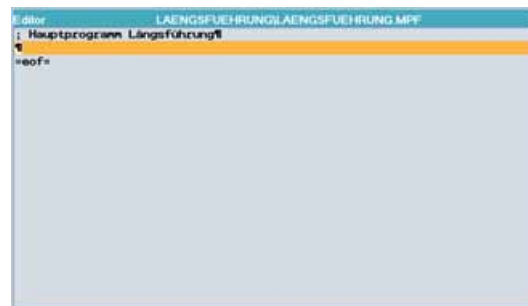 Editor LAENGSFUEHRUNG\LAENGSFUEHRUNG.MPF
; Hauptprogramm Längsführung¶
¶
=eof=